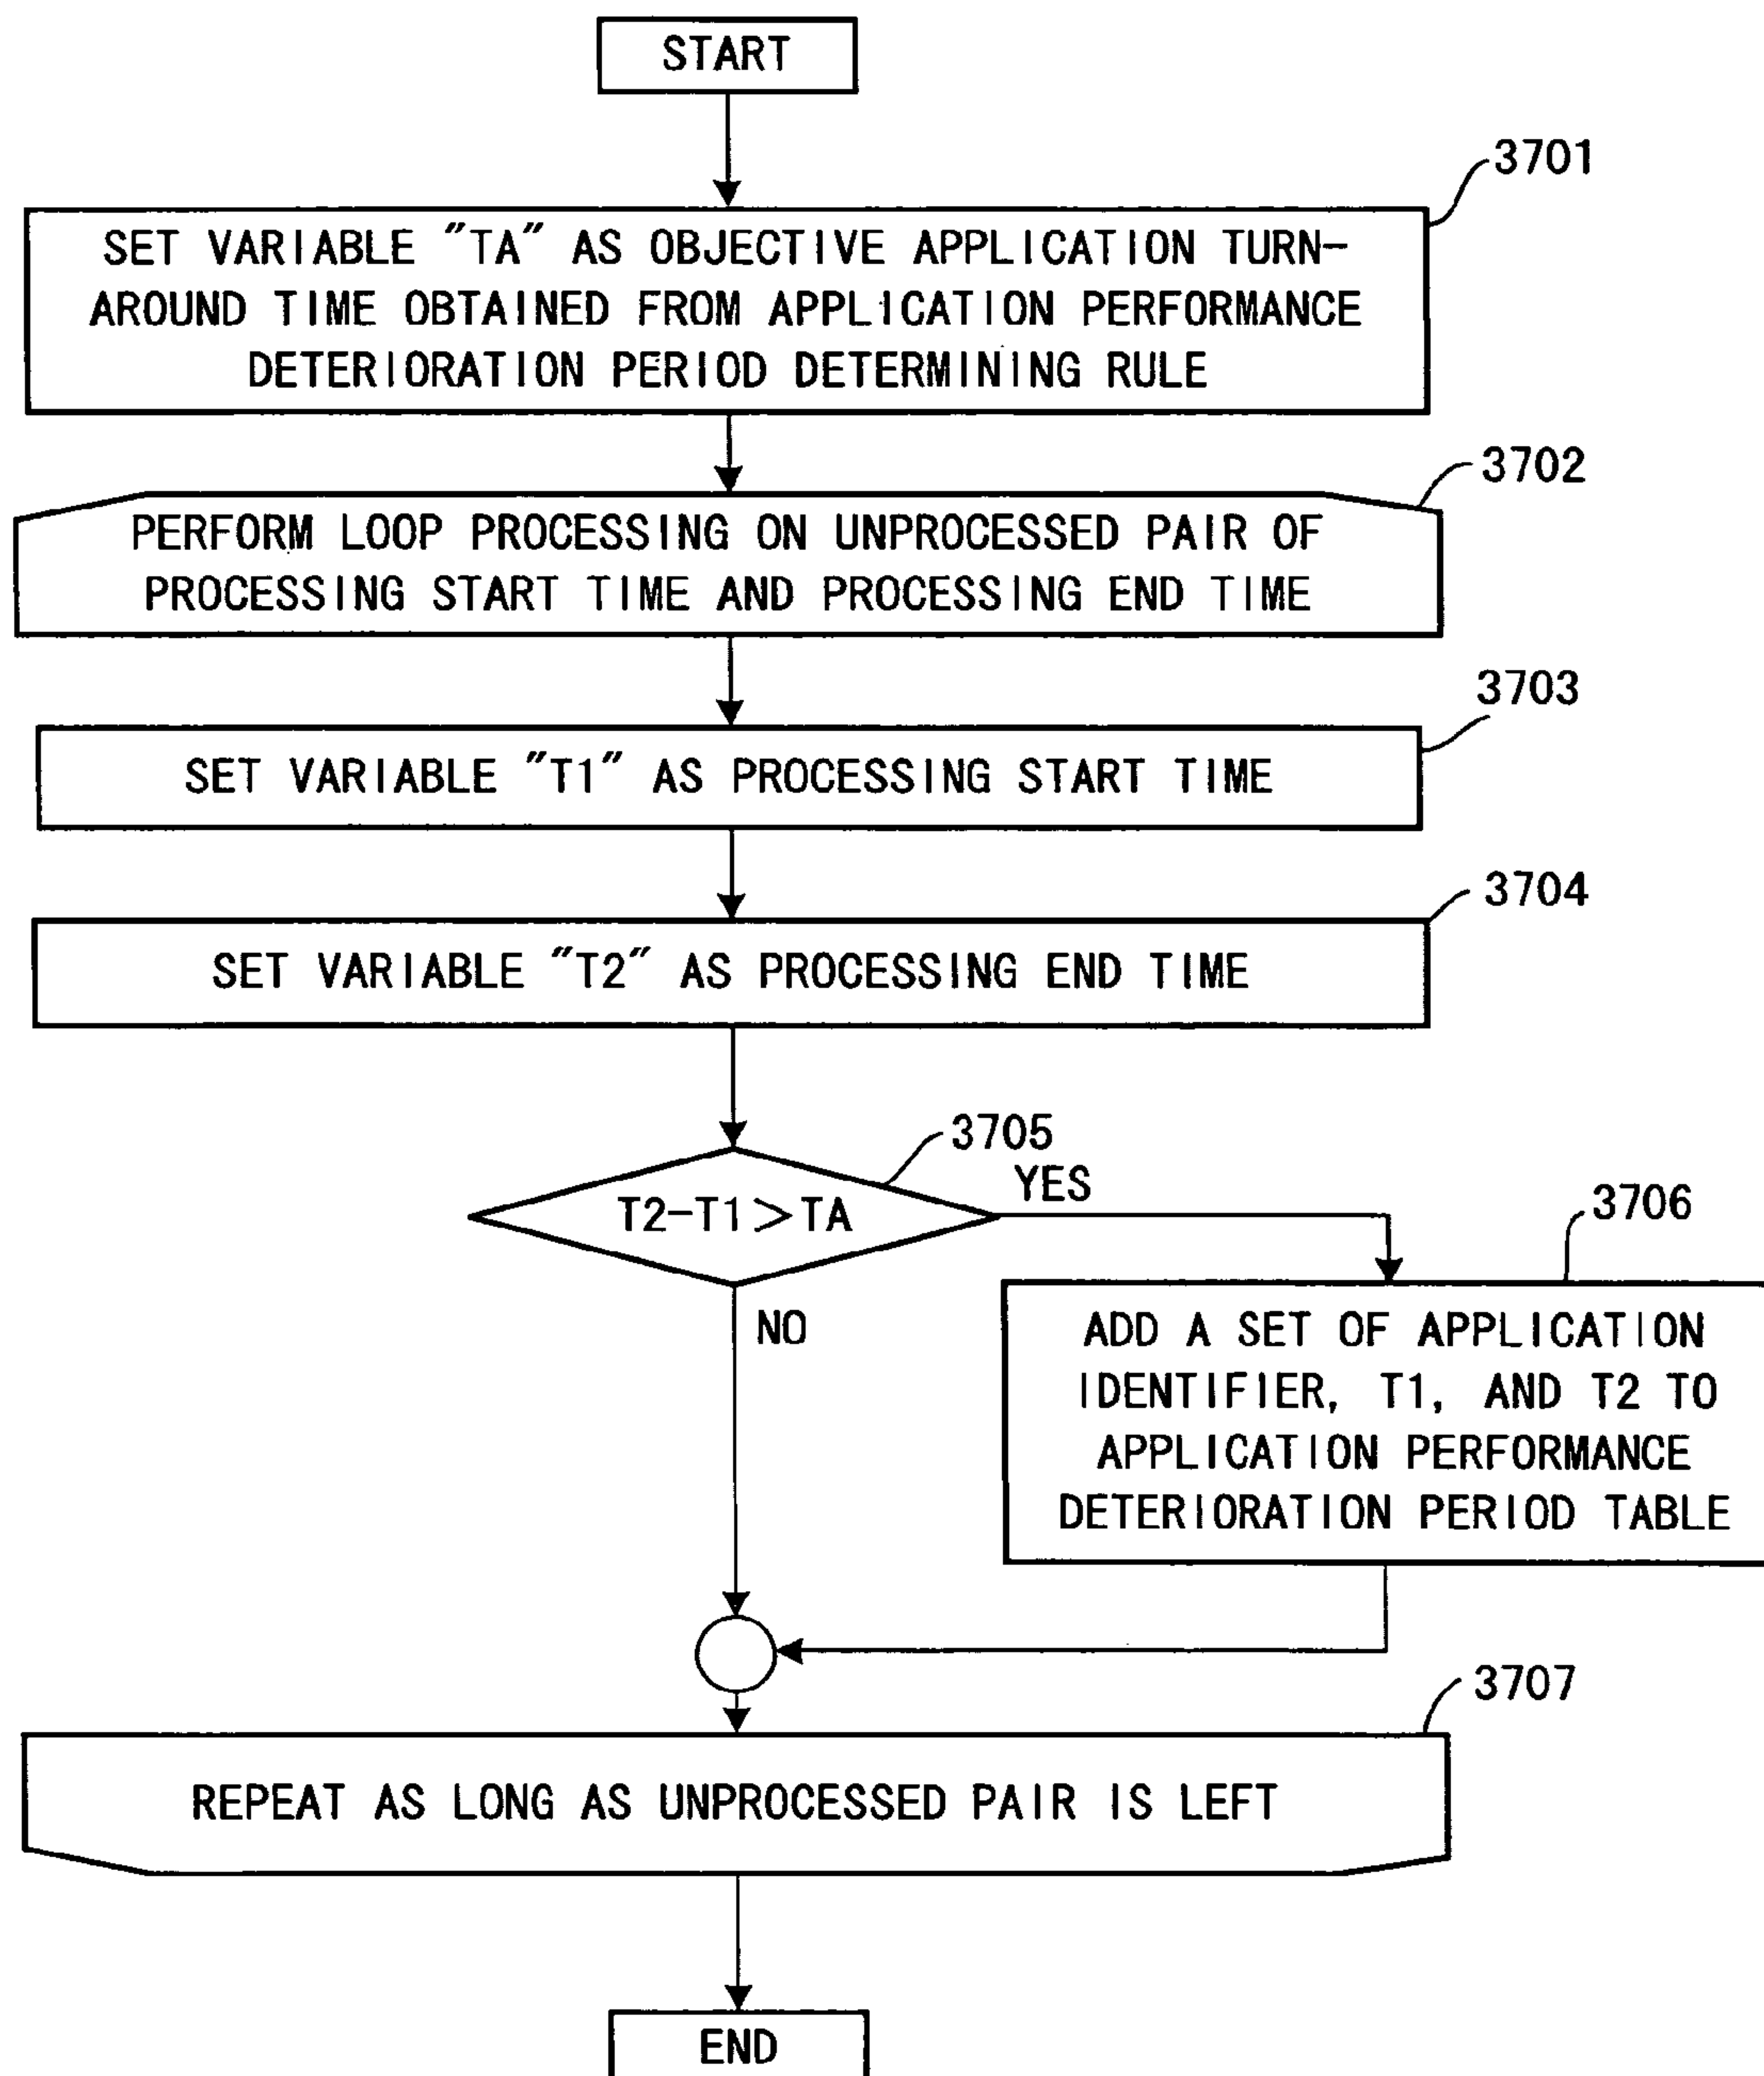 START
3701
SET VARIABLE "TA" AS OBJECTIVE APPLICATION TURN-
AROUND TIME OBTAINED FROM APPLICATION PERFORMANCE
DETERIORATION PERIOD DETERMINING RULE
3702
PERFORM LOOP PROCESSING ON UNPROCESSED PAIR OF
PROCESSING START TIME AND PROCESSING END TIME
3703
SET VARIABLE "T1" AS PROCESSING START TIME
3704
SET VARIABLE "T2" AS PROCESSING END TIME
3705
T2-T1>TA
YES
NO
3706
ADD A SET OF APPLICATION
IDENTIFIER, T1, AND T2 TO
APPLICATION PERFORMANCE
DETERIORATION PERIOD TABLE
3707
REPEAT AS LONG AS UNPROCESSED PAIR IS LEFT
END